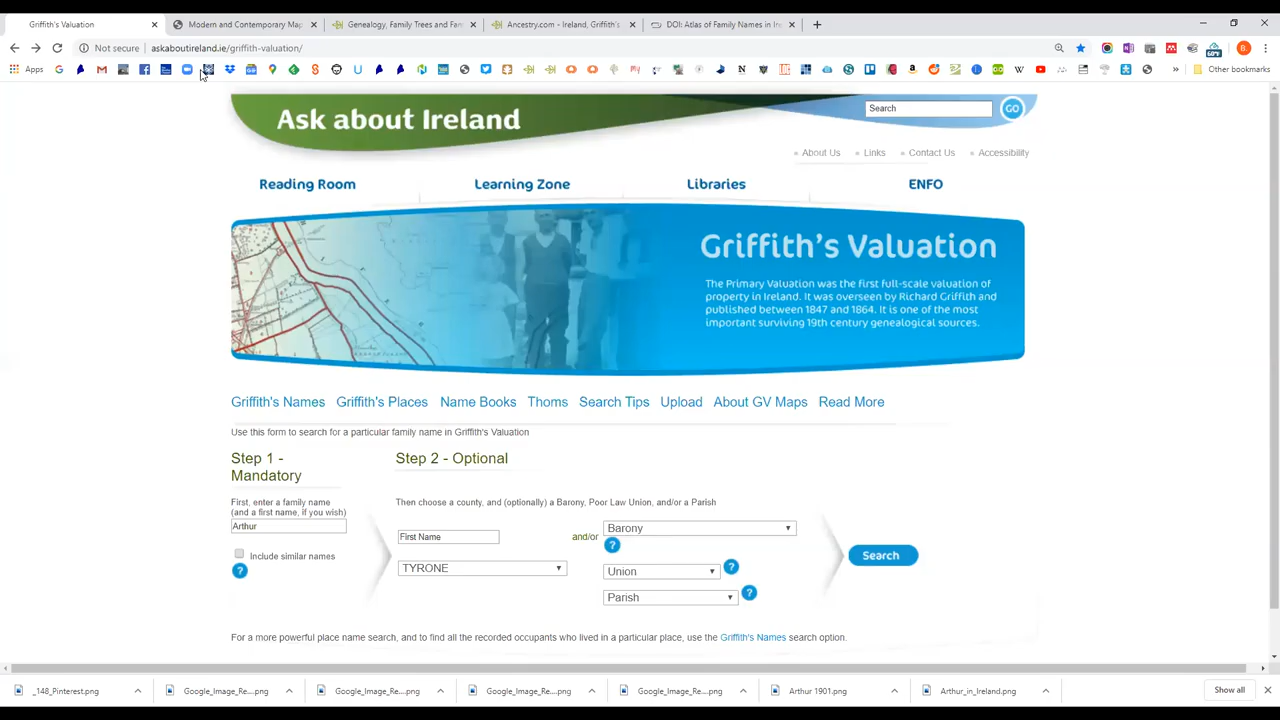 Griffith's Valuation
Modern and Contemporary Ma
Genealogy, Family Trees and Fa
Ancestry.com - Ireland, Griffith's
DOI: Atlas of Family Names in Ir
Not secure
askaboutireland.ie/griffith-valuation/
Apps
Other bookmarks
Ask about Ireland
Search
GO
» About Us
» Links
» Contact Us
» Accessibility
Reading Room
Learning Zone
Libraries
ENFO
Griffith's Valuation
The Primary Valuation was the first full-scale valuation of
property in Ireland. It was overseen by Richard Griffith and
published between 1847 and 1864. It is one of the most
important surviving 19th century genealogical sources.
Griffith's Names
Griffith's Places
Name Books
Thoms
Search Tips
Upload
About GV Maps
Read More
Use this form to search for a particular family name in Griffith's Valuation
Step 1 -
Mandatory
Step 2 - Optional
First, enter a family name
(and a first name, if you wish)
Arthur
Include similar names
?
Then choose a county, and (optionally) a Barony, Poor Law Union, and/or a Parish
First Name
TYRONE
and/or
Barony
?
Union
?
Parish
?
Search
For a more powerful place name search, and to find all the recorded occupants who lived in a particular place, use the Griffith's Names search option.
_148_Pinterest.png
Google_Image_Re....png
Google_Image_Re....png
Google_Image_Re....png
Google_Image_Re....png
Arthur 1901.png
Arthur_in_Ireland.png
Show all